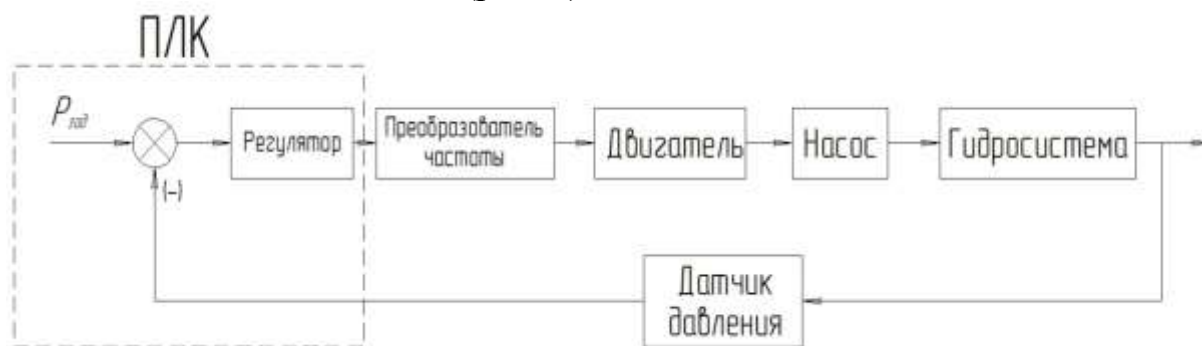 ПЛК
Pзад
(-)
Регулятор
Преобразователь
частоты
Двигатель
Насос
Гидросистема
Датчик
давления